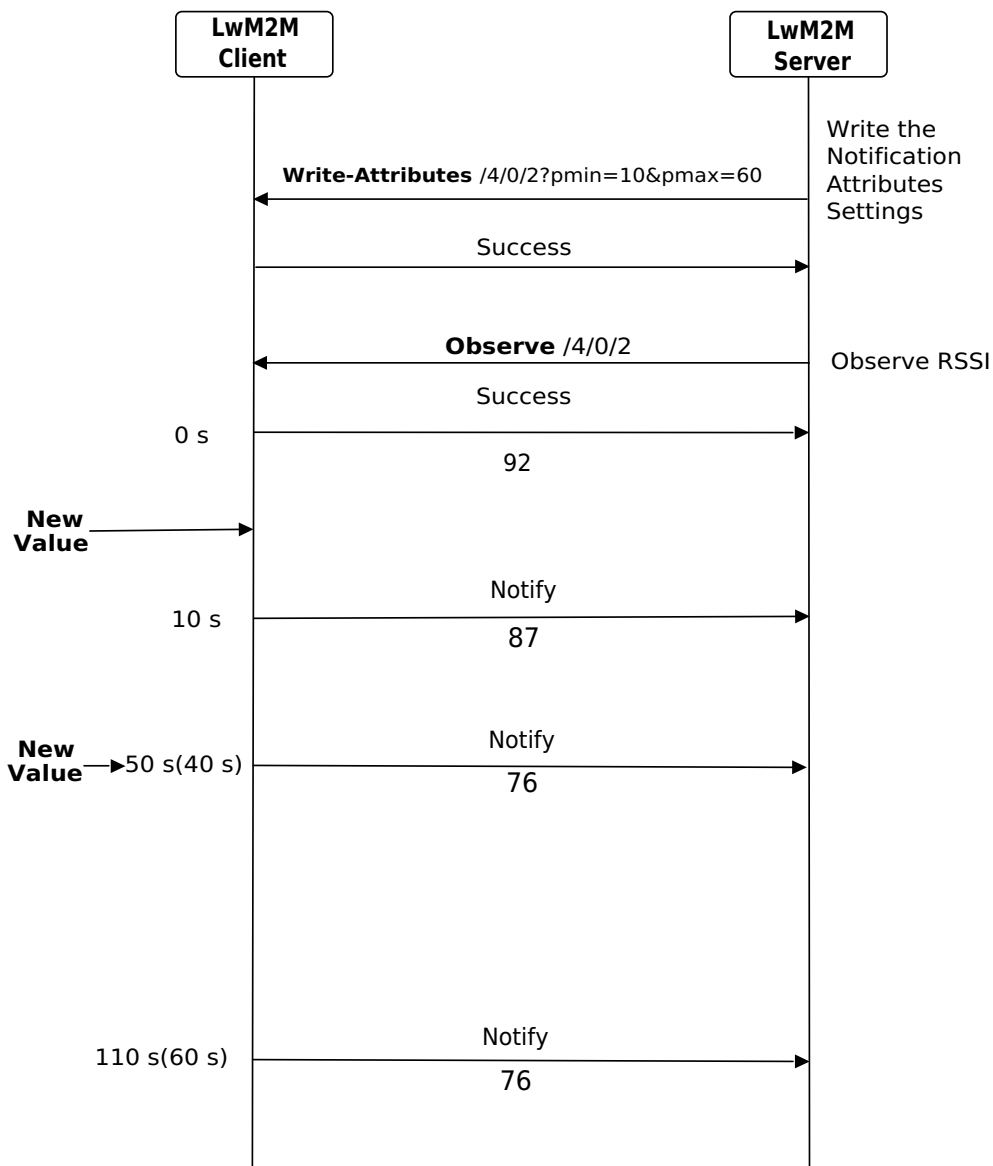 LwM2M
Client
LwM2M
Server
Write the
Notification
Attributes
Settings
Write-Attributes /4/0/2?pmin=10&pmax=60
Success
Observe /4/0/2
Observe RSSI
Success
0 s
92
New
Value
Notify
10 s
87
New
Value
50 s(40 s)
Notify
76
Notify
110 s(60 s)
76